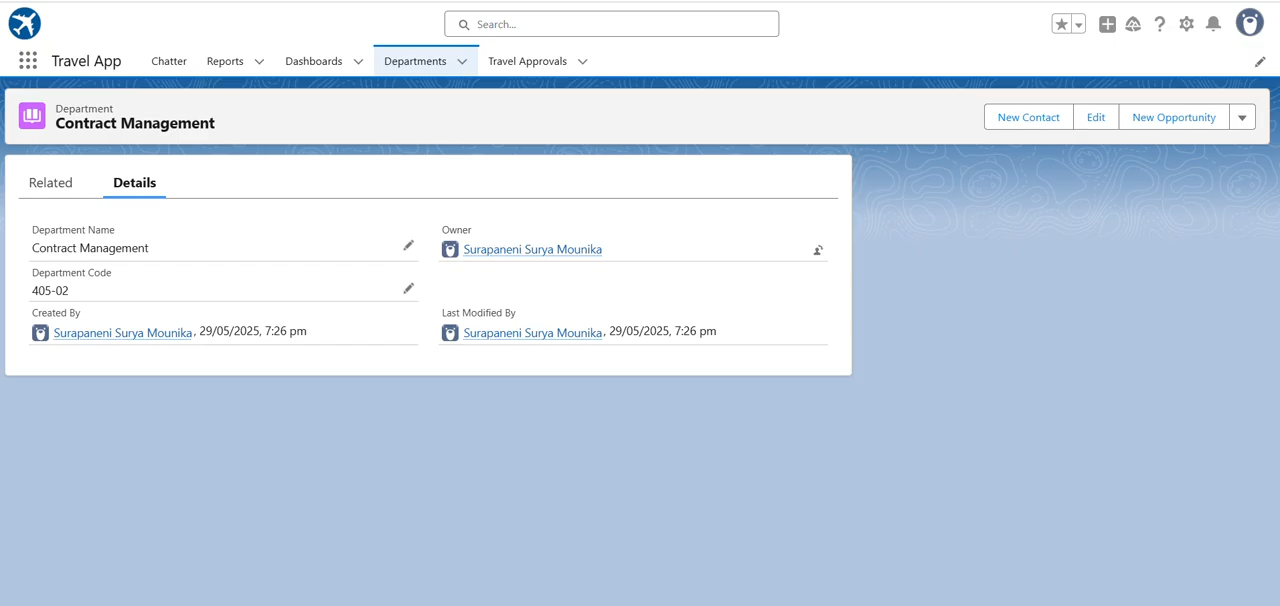 Search...
Travel App Chatter Reports Dashboards Departments Travel Approvals
Department
Contract Management
New Contact Edit New Opportunity
Related Details
Department Name
Contract Management
Owner
Surapaneni Surya Mounika
Department Code
405-02
Created By
Surapaneni Surya Mounika, 29/05/2025, 7:26 pm
Last Modified By
Surapaneni Surya Mounika, 29/05/2025, 7:26 pm